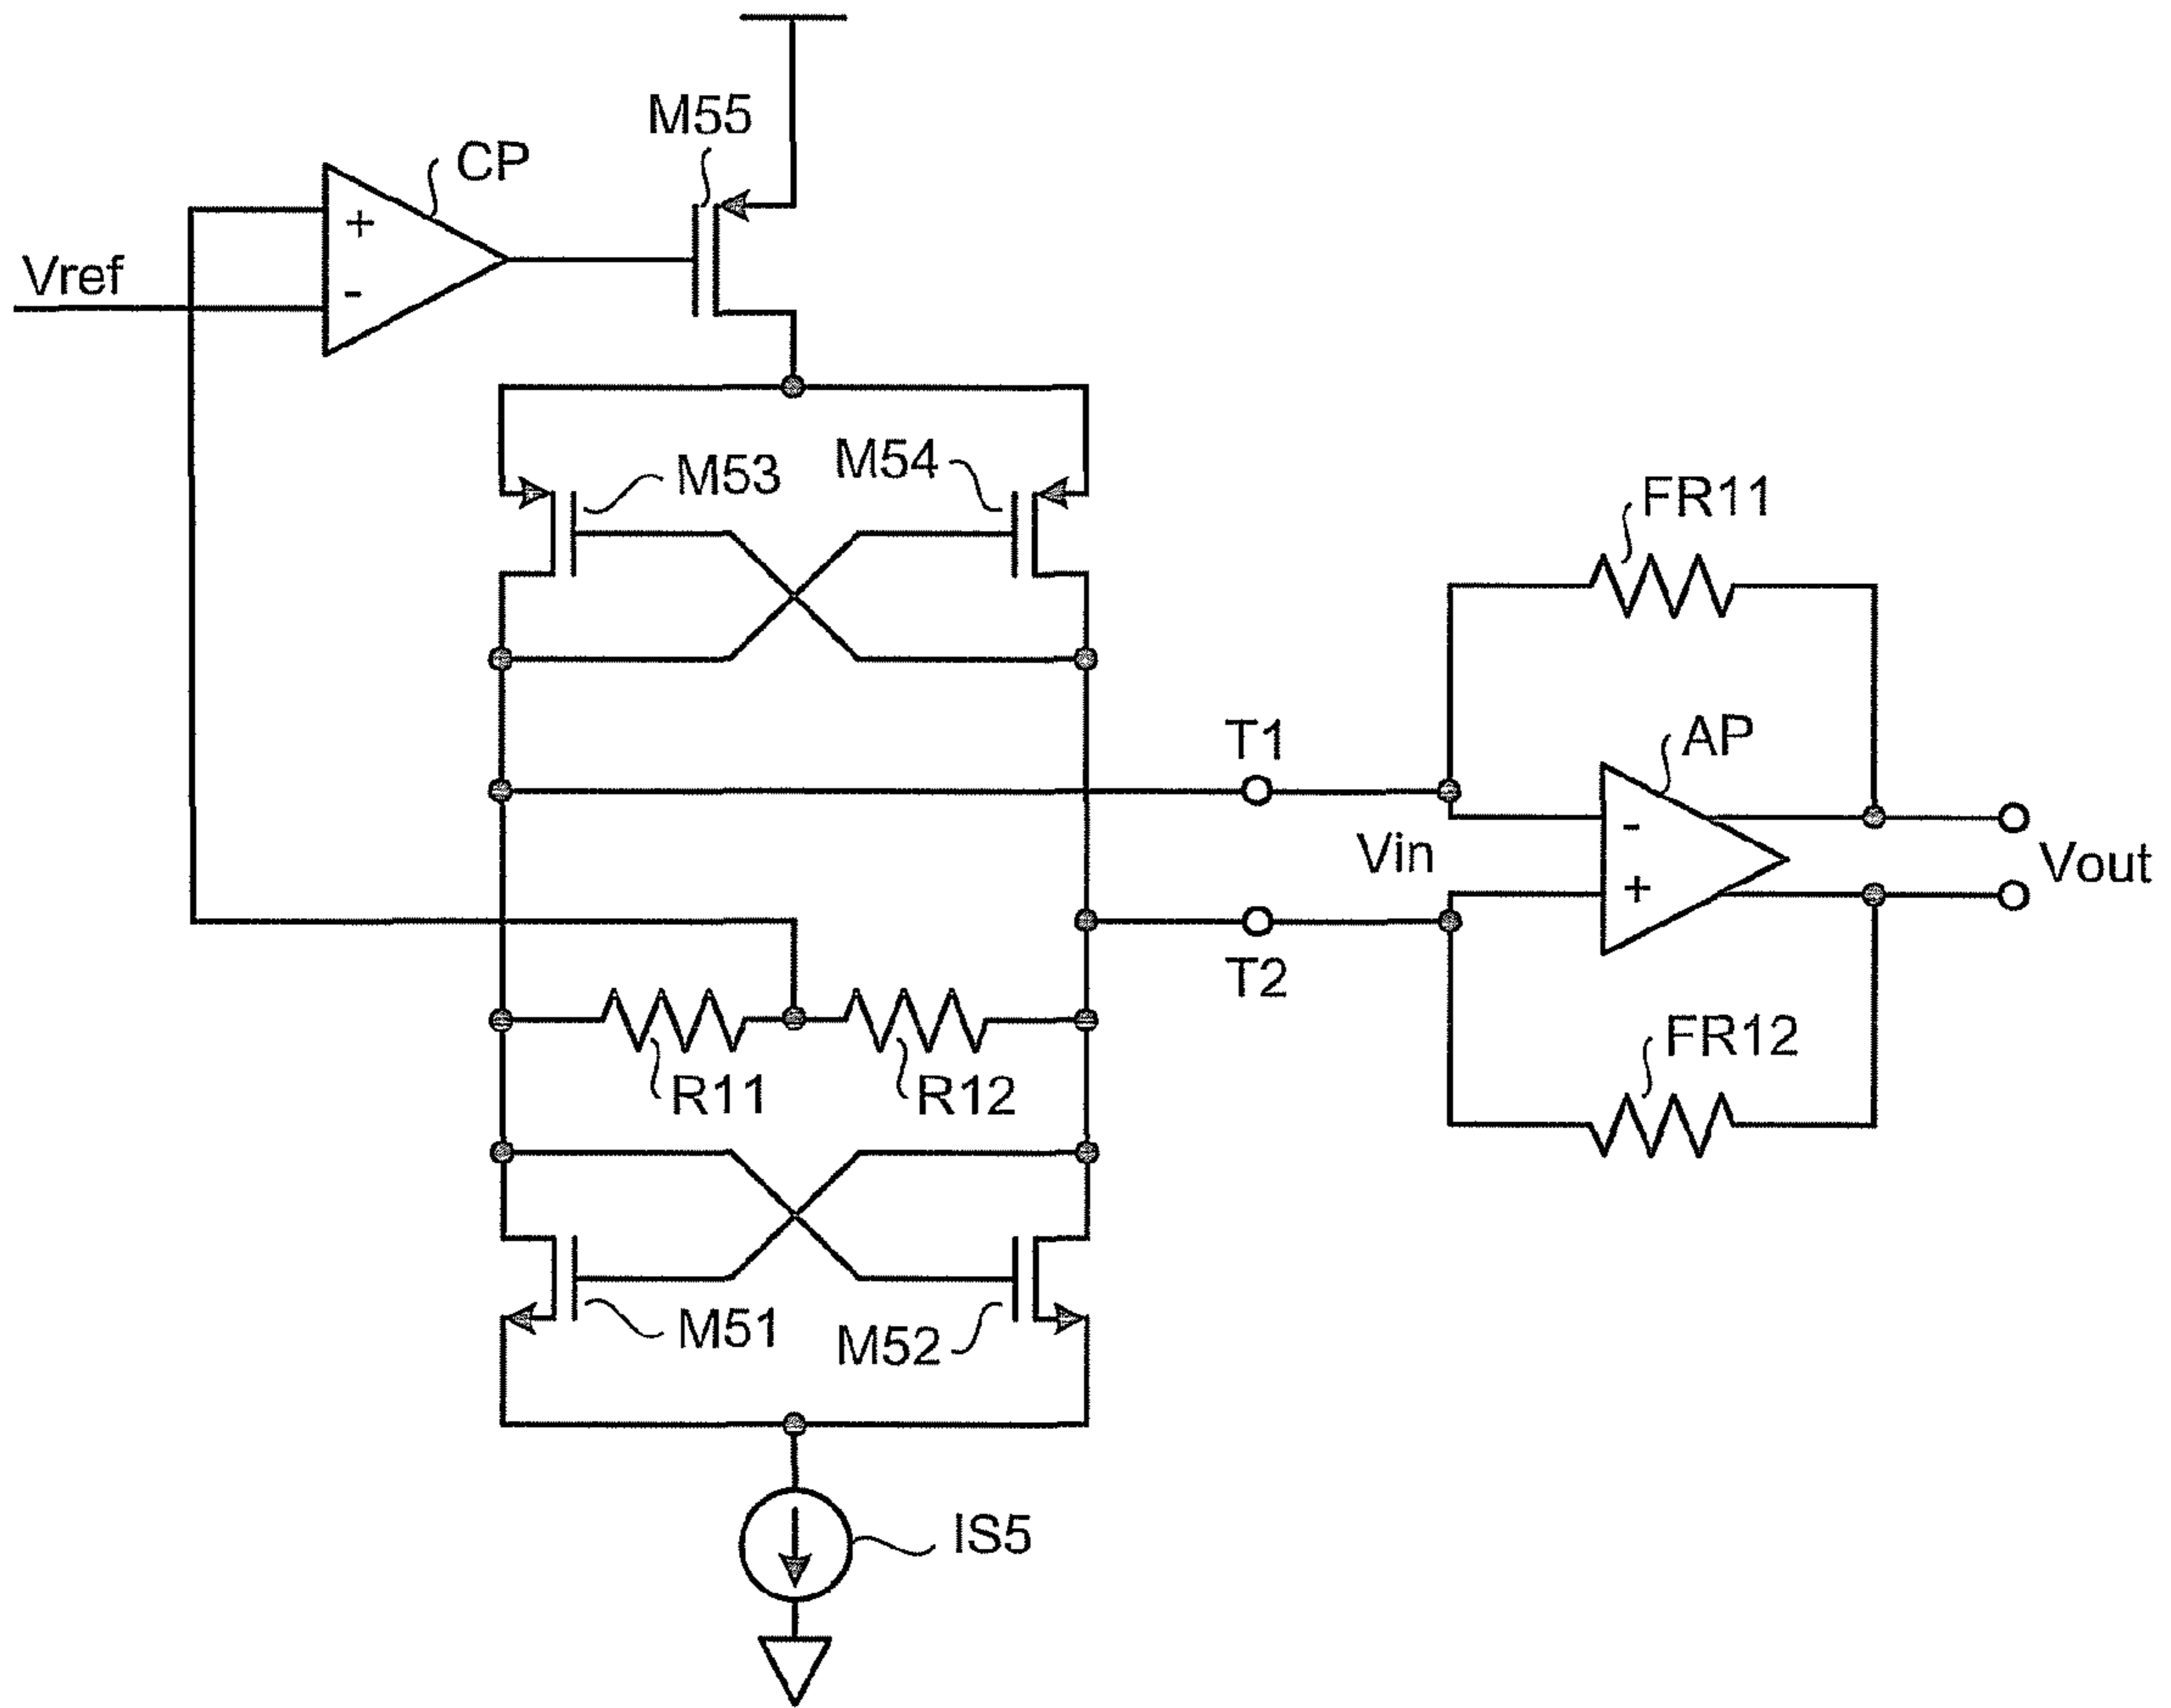 M55
CP
+
Vref
-
M53
M54
FR11
T1
AP
-
Vin
+
Vout
T2
FR12
R11
R12
M51
M52
IS5